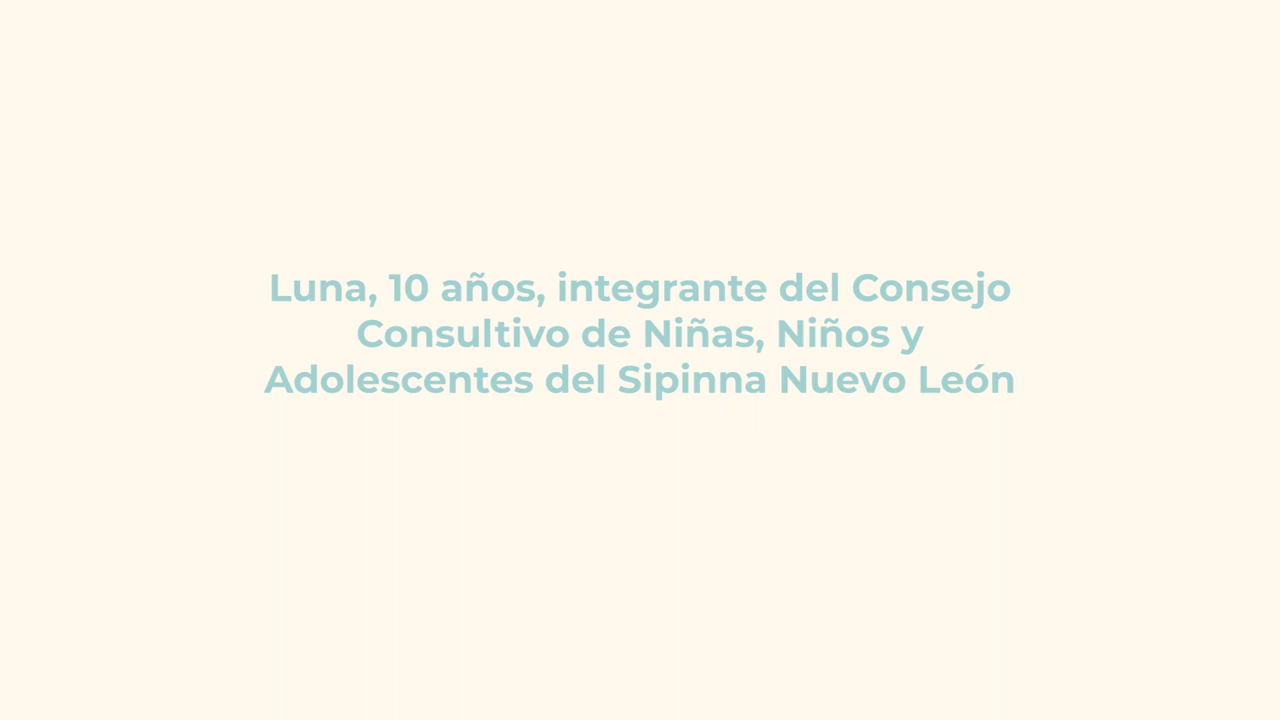 Luna, 10 años, integrante del Consejo
Consultivo de Niñas, Niños y
Adolescentes del Sipinna Nuevo León